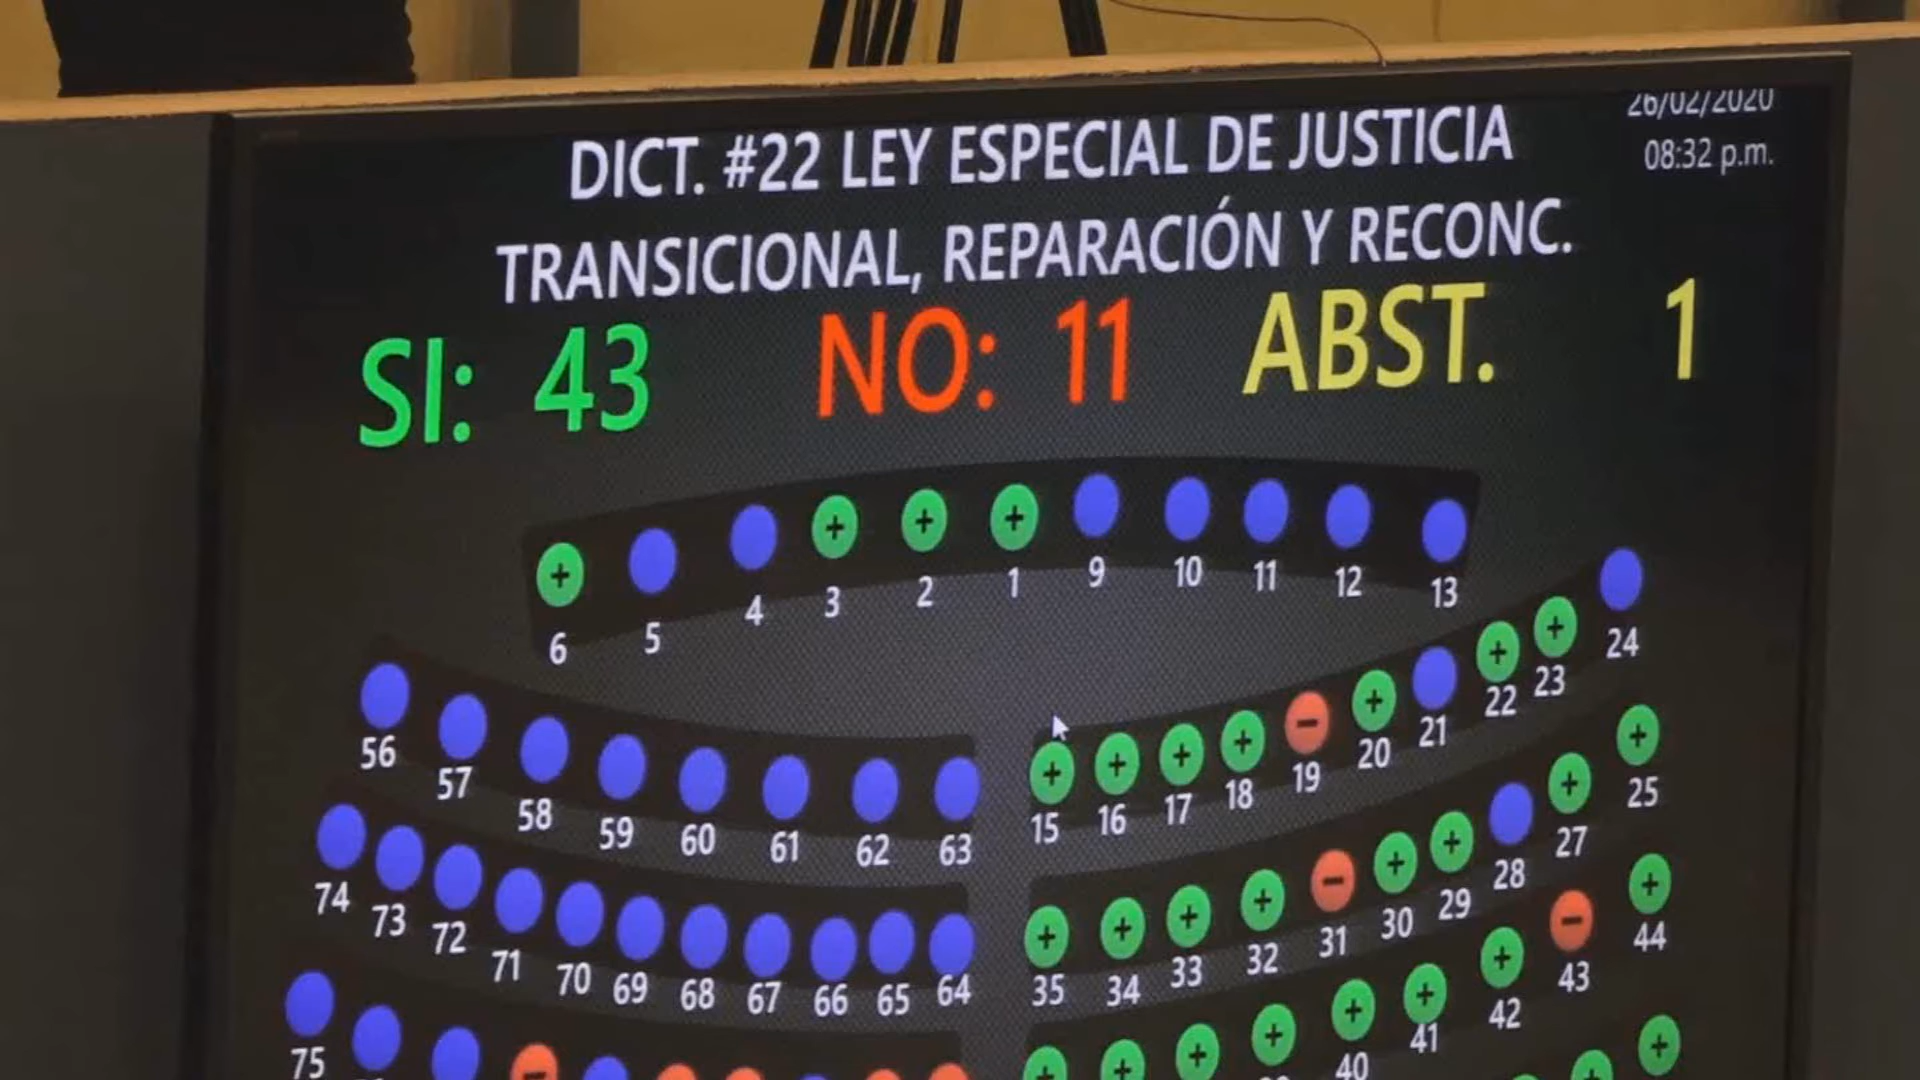 26/02/2020
08:32 p.m.
DICT. #22 LEY ESPECIAL DE JUSTICIA
TRANSICIONAL, REPARACIÓN Y RECONC.
SI: 43 NO: 11 ABST. 1
6 5 4 3 2 1 9 10 11 12 13
56 57 58 59 60 61 62 63
15 16 17 18 19 20 21 22 23 24
74 73 72 71 70 69 68 67 66 65 64
35 34 33 32 31 30 29 28 27 25
75
40 41 42 43 44